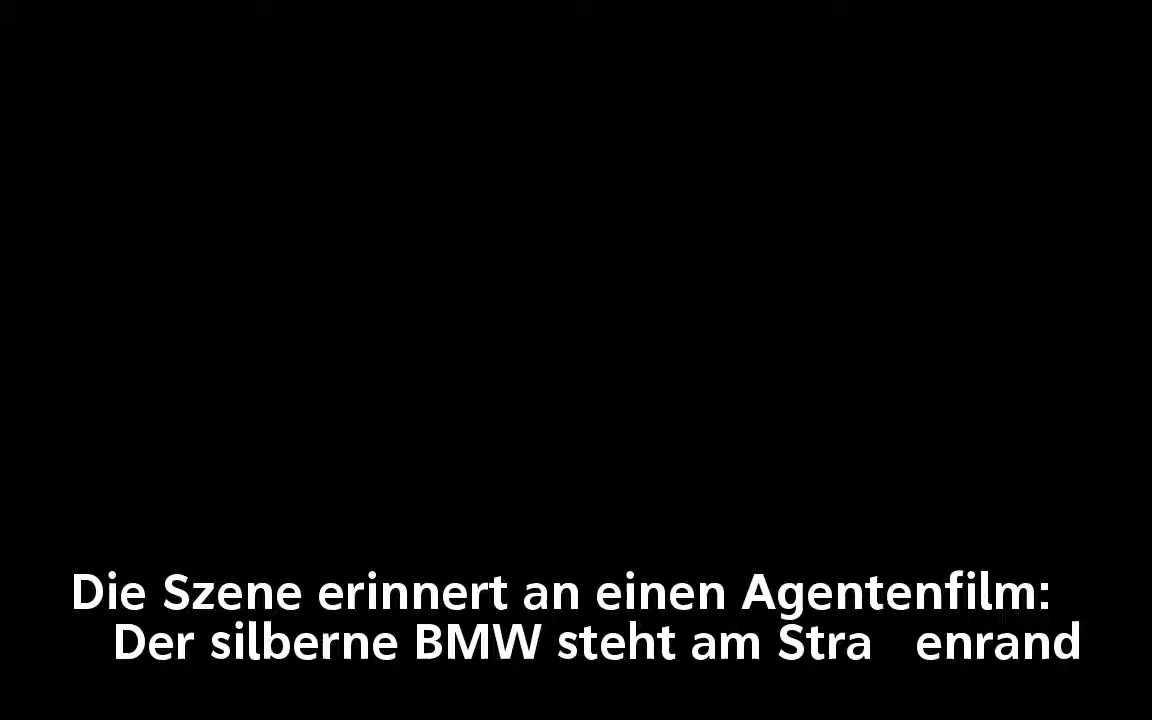 Die Szene erinnert an einen Agentenfilm:
Der silberne BMW steht am Stra enrand